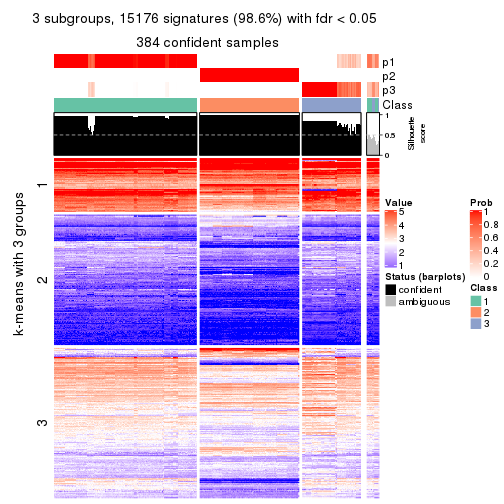 3 subgroups, 15176 signatures (98.6%) with fdr < 0.05
384 confident samples
p1
p2
p3
Class
1
0.5
0
Silhouette
score
k-means with 3 groups
1
2
3
Value
5
4
3
2
1
Status (barplots)
confident
ambiguous
Prob
1
0.8
0.6
0.4
0.2
0
Class
1
2
3